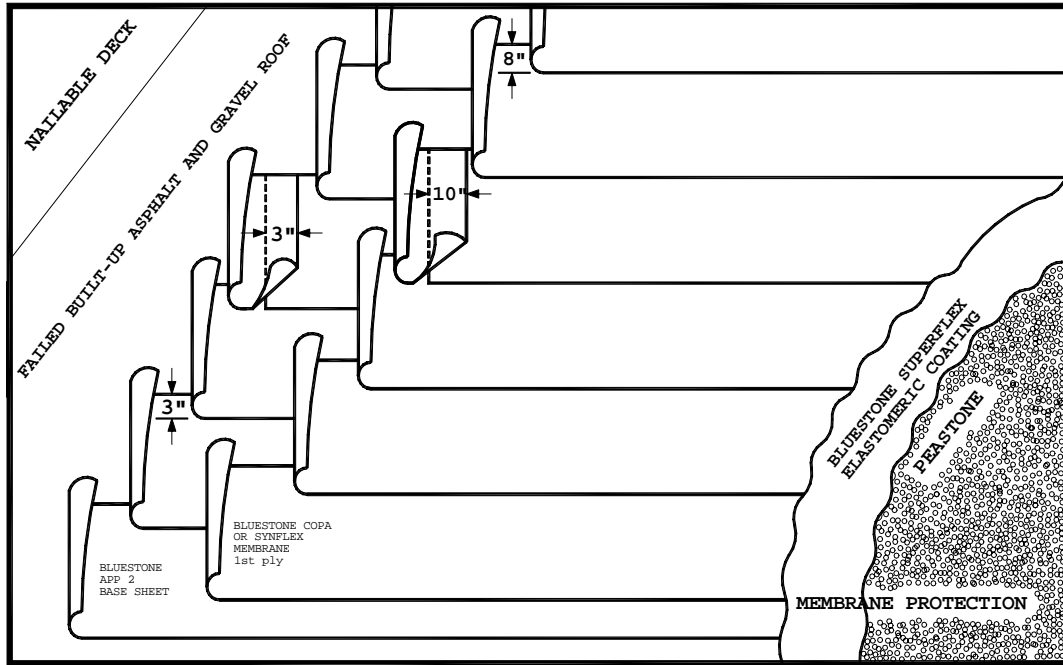 NAILABLE DECK
FAILED BUILT-UP ASPHALT AND GRAVEL ROOF
8"
10"
3"
3"
BLUESTONE SUPERFLEX
ELASTOMERIC COATING
PEASTONE
BLUESTONE COPA
OR SYNFLEX
MEMBRANE
1st ply
BLUESTONE
APP 2
BASE SHEET
MEMBRANE PROTECTION